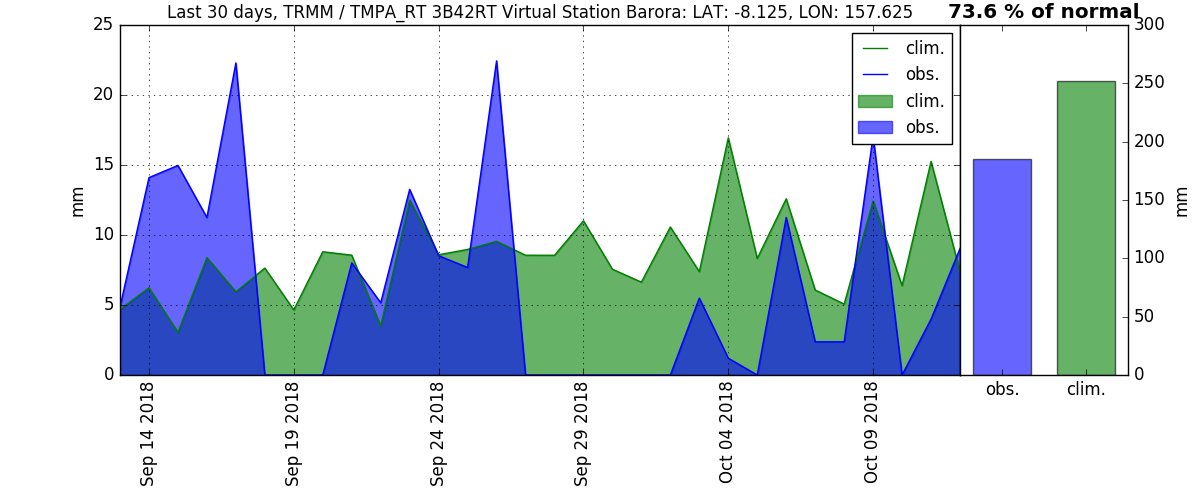 Last 30 days, TRMM / TMPA_RT 3B42RT Virtual Station Barora: LAT: -8.125, LON: 157.625
73.6 % of normal
25
20
15
10
5
0
mm
clim.
obs.
clim.
obs.
300
250
200
150
100
50
0
mm
obs.
clim.
Sep 14 2018
Sep 19 2018
Sep 24 2018
Sep 29 2018
Oct 04 2018
Oct 09 2018